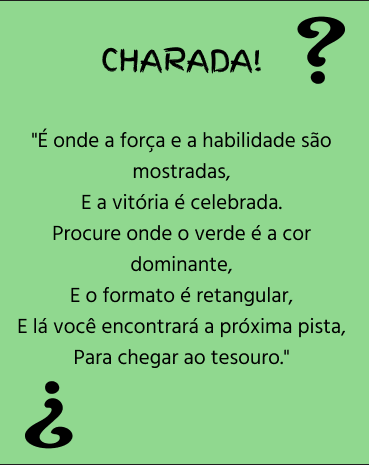 ?
CHARADA!
"É onde a força e a habilidade são
mostradas,
E a vitória é celebrada.
Procure onde o verde é a cor
dominante,
E o formato é retangular,
E lá você encontrará a próxima pista,
Para chegar ao tesouro."
¿